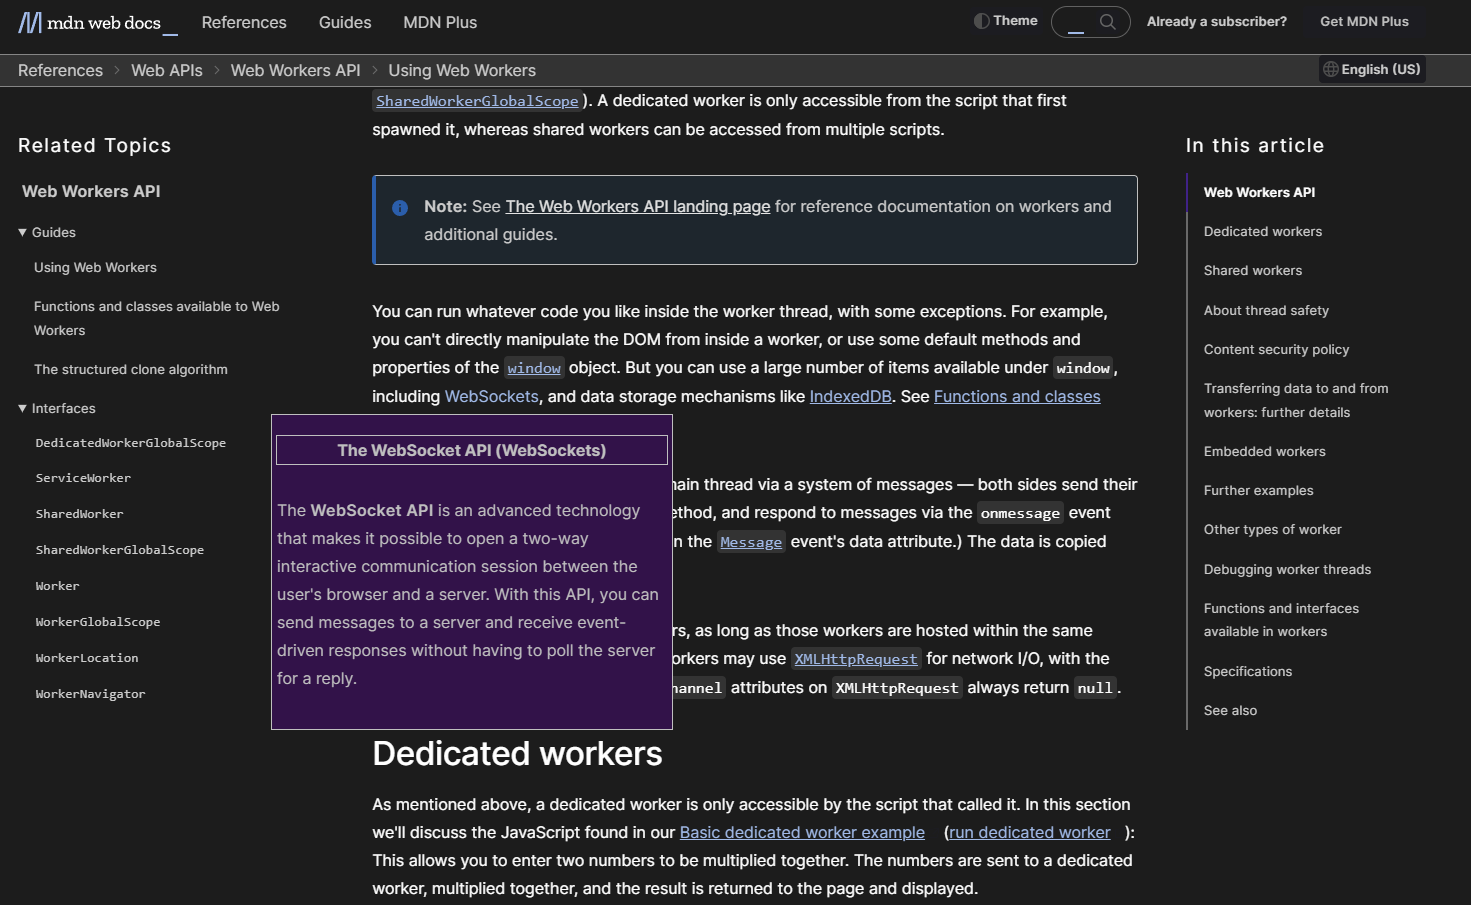 mdn web docs References Guides MDN Plus Theme Already a subscriber? Get MDN Plus
References Web APIs Web Workers API Using Web Workers English (US)
Related Topics
Web Workers API
Guides
Using Web Workers
Functions and classes available to Web
Workers
The structured clone algorithm
Interfaces
DedicatedWorkerGlobalScope
ServiceWorker
SharedWorker
SharedWorkerGlobalScope
Worker
WorkerGlobalScope
WorkerLocation
WorkerNavigator
SharedWorkerGlobalScope). A dedicated worker is only accessible from the script that first
spawned it, whereas shared workers can be accessed from multiple scripts.
Note: See The Web Workers API landing page for reference documentation on workers and
additional guides.
You can run whatever code you like inside the worker thread, with some exceptions. For example,
you can't directly manipulate the DOM from inside a worker, or use some default methods and
properties of the window object. But you can use a large number of items available under window,
including WebSockets, and data storage mechanisms like IndexedDB. See Functions and classes
The WebSocket API (WebSockets)
The WebSocket API is an advanced technology
that makes it possible to open a two-way
interactive communication session between the
user's browser and a server. With this API, you can
send messages to a server and receive event-
driven responses without having to poll the server
for a reply.
thread via a system of messages — both sends their
, and respond to messages via the onmessage event
the Message event's data attribute.) The data is copied
, as long as those workers are hosted within the same
may use XMLHttpRequest for network I/O, with the
attributes on XMLHttpRequest always return null.
Dedicated workers
As mentioned above, a dedicated worker is only accessible by the script that called it. In this section
we'll discuss the JavaScript found in our Basic dedicated worker example (run dedicated worker ):
This allows you to enter two numbers to be multiplied together. The numbers are sent to a dedicated
worker, multiplied together, and the result is returned to the page and displayed.
In this article
Web Workers API
Dedicated workers
Shared workers
About thread safety
Content security policy
Transferring data to and from
workers: further details
Embedded workers
Further examples
Other types of worker
Debugging worker threads
Functions and interfaces
available in workers
Specifications
See also